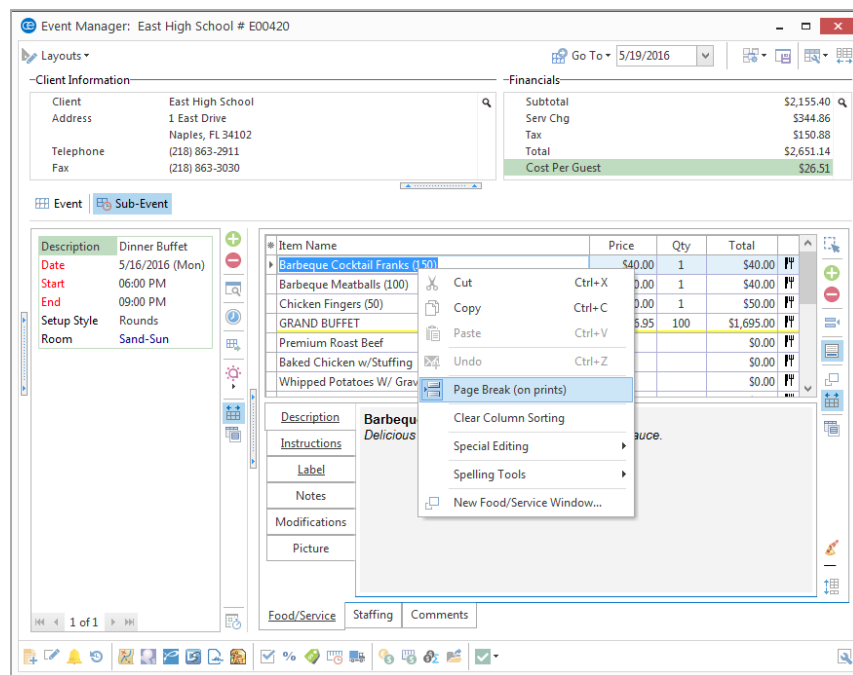 Event Manager: East High School # E00420
Layouts
Go To 5/19/2016
Client Information
Client East High School
Address 1 East Drive
Naples, FL 34102
Telephone (218) 863-2911
Fax (218) 863-3030
Financials
Subtotal $2,155.40
Serv Chg $344.86
Tax $150.88
Total $2,651.14
Cost Per Guest $26.51
Event Sub-Event
Description Dinner Buffet
Date 5/16/2016 (Mon)
Start 06:00 PM
End 09:00 PM
Setup Style Rounds
Room Sand-Sun
1 of 1
Item Name Price Qty Total
Barbeque Cocktail Franks (150) $40.00 1 $40.00
Barbeque Meatballs (100) 0.00 1 $40.00
Chicken Fingers (50) 0.00 1 $50.00
GRAND BUFFET 6.95 100 $1,695.00
Premium Roast Beef $0.00
Baked Chicken w/Stuffing $0.00
Whipped Potatoes W/ Grav $0.00
Cut Ctrl+X
Copy Ctrl+C
Paste Ctrl+V
Undo Ctrl+Z
Page Break (on prints)
Clear Column Sorting
Special Editing
Spelling Tools
New Food/Service Window...
Description
Instructions
Label
Notes
Modifications
Picture
Barbequ
Delicious auce.
Food/Service Staffing Comments